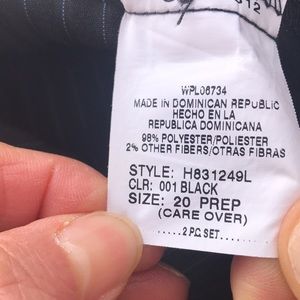 WPL06734
MADE IN DOMINICAN REPUBLIC
HECHO EN LA
REPUBLICA DOMINICANA
98% POLYESTER/POLIESTER
2% OTHER FIBERS/OTRAS FIBRAS
STYLE: H831249L
CLR: 001 BLACK
SIZE: 20 PREP
(CARE OVER)
.....2 PC. SET.....